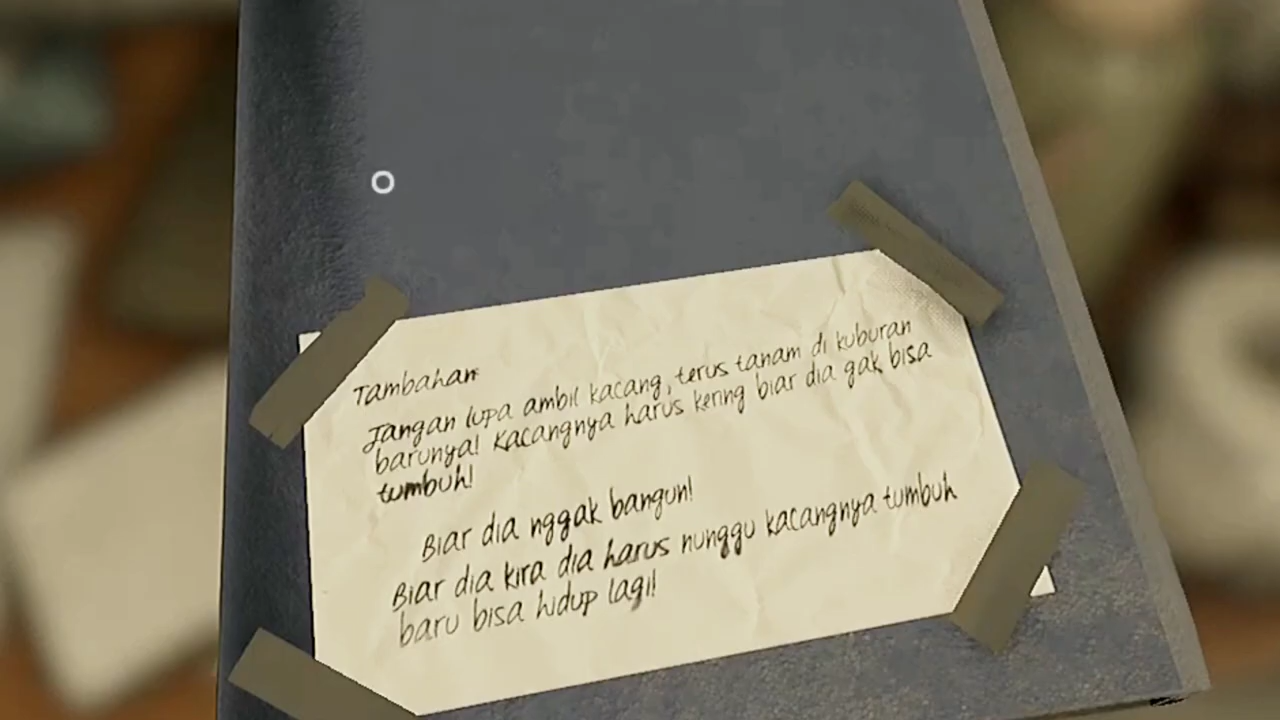 Tambahan
Jangan lupa ambil kacang, terus tanam di kuburan
barunya! Kacangnya harus kering biar dia gak bisa
tumbuh!
Biar dia nggak bangun!
Biar dia kira dia harus nunggu kacangnya tumbuh
baru bisa hidup lagi!